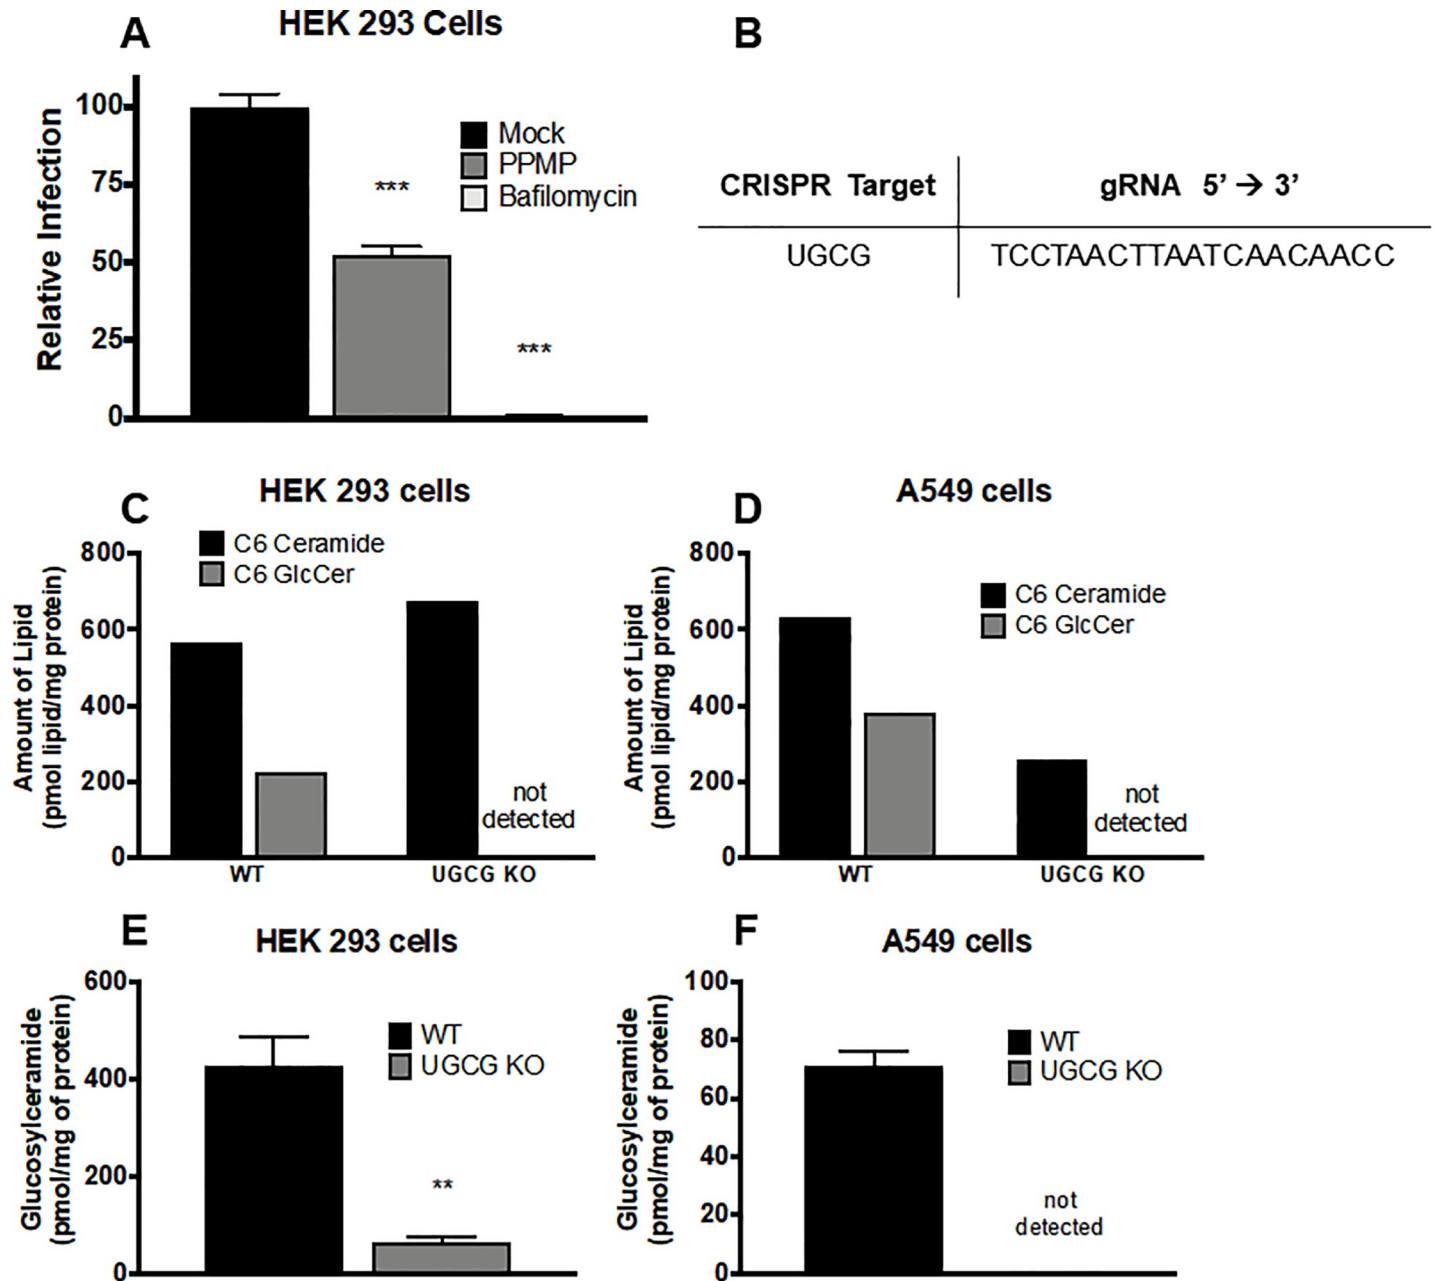 A
HEK 293 Cells
Relative Infection
100
75
50
25
0
***
***
Mock
PPMP
Bafilomycin
B
CRISPR Target
gRNA 5’ → 3’
UGCG
TCCTAACTTAATCAACAACC
C
HEK 293 cells
C6 Ceramide
C6 GlcCer
Amount of Lipid
(pmol lipid/mg protein)
800
600
400
200
0
not
detected
WT
UGCG KO
D
A549 cells
C6 Ceramide
C6 GlcCer
Amount of Lipid
(pmol lipid/mg protein)
800
600
400
200
0
not
detected
WT
UGCG KO
E
HEK 293 cells
Glucosylceramide
(pmol/mg of protein)
600
400
200
0
WT
UGCG KO
**
F
A549 cells
Glucosylceramide
(pmol/mg of protein)
100
80
60
40
20
0
WT
UGCG KO
not
detected